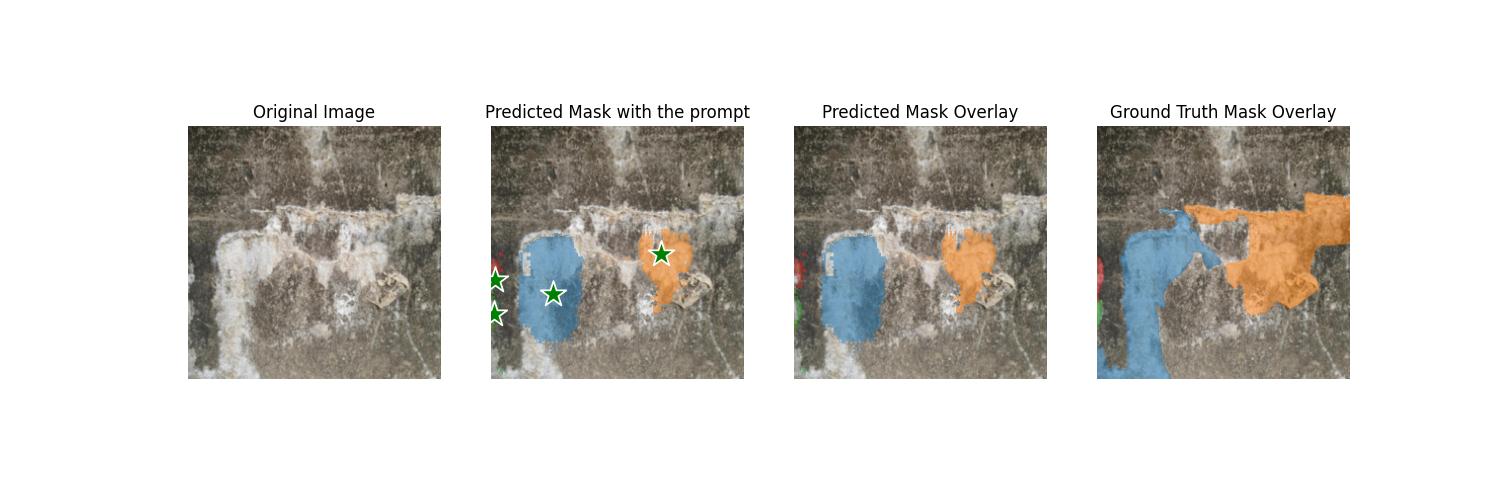 Original Image
Predicted Mask with the prompt
Predicted Mask Overlay
Ground Truth Mask Overlay